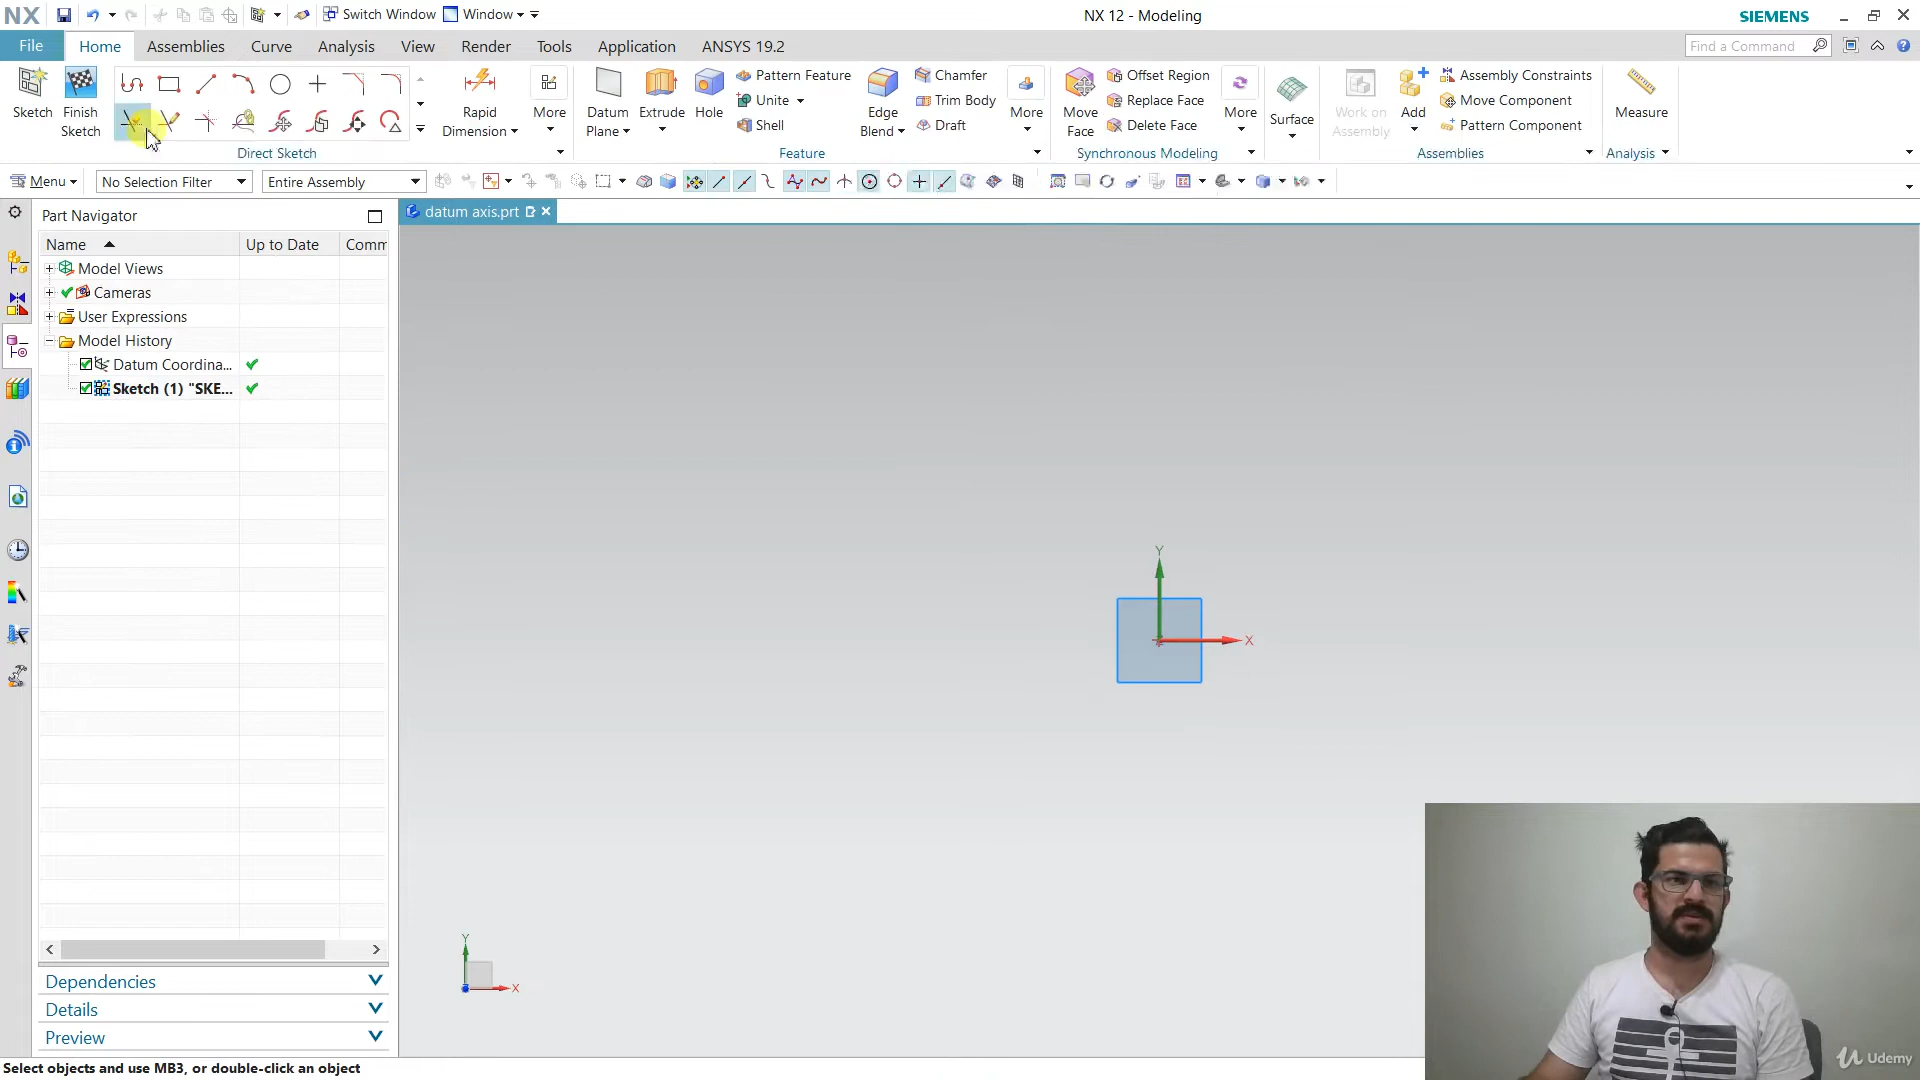 NX
Switch Window
Window
NX 12 - Modeling
SIEMENS
File
Home
Assemblies
Curve
Analysis
View
Render
Tools
Application
ANSYS 19.2
Find a Command
Sketch
Finish Sketch
Rapid Dimension
More
Direct Sketch
Datum Plane
Extrude
Hole
Pattern Feature
Unite
Shell
Edge Blend
Chamfer
Trim Body
Draft
More
Feature
Move Face
Offset Region
Replace Face
Delete Face
More
Synchronous Modeling
Surface
Work on Assembly
Add
Assembly Constraints
Move Component
Pattern Component
Assemblies
Measure
Analysis
Menu
No Selection Filter
Entire Assembly
Part Navigator
datum axis.prt
Name
Up to Date
Comm
Model Views
Cameras
User Expressions
Model History
Datum Coordina...
Sketch (1) "SKE...
Y
X
Y
X
Dependencies
Details
Preview
Select objects and use MB3, or double-click an object
Udemy